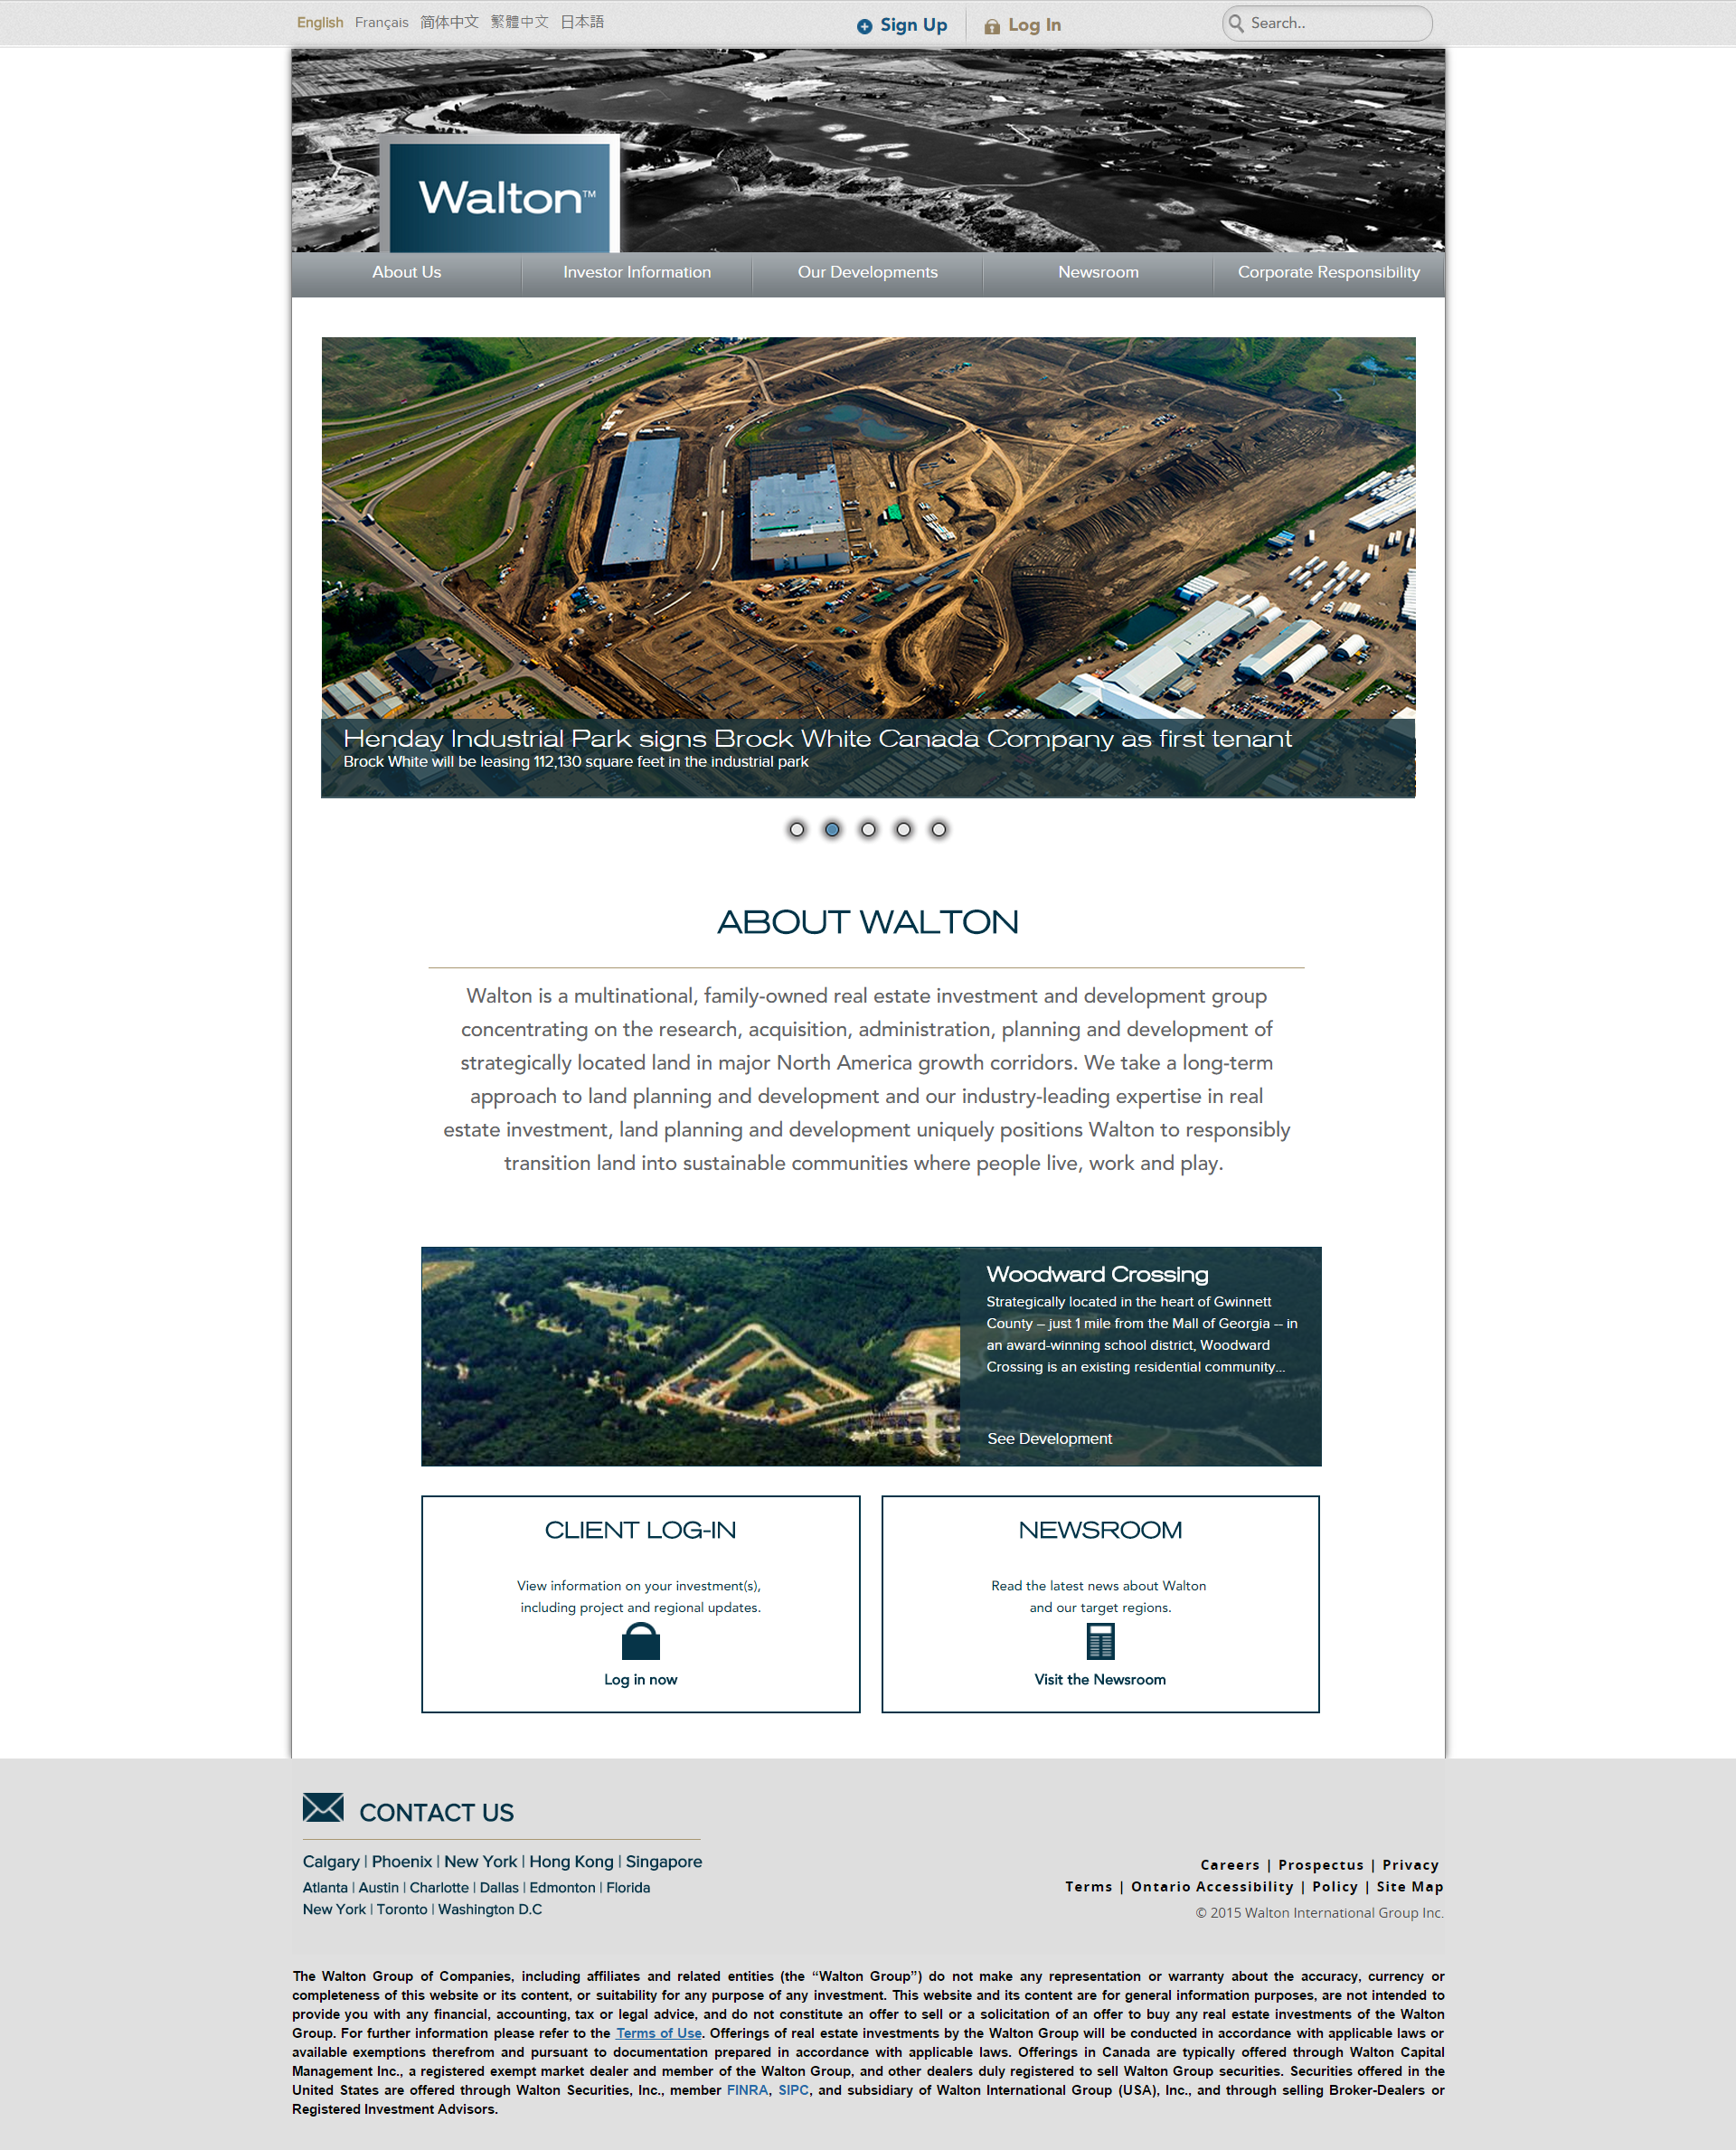 English Français 简体中文 繁體中文 日本語
Sign Up
Log In
Search..
Walton™
About Us
Investor Information
Our Developments
Newsroom
Corporate Responsibility
Henday Industrial Park signs Brock White Canada Company as first tenant
Brock White will be leasing 112,130 square feet in the industrial park
ABOUT WALTON
Walton is a multinational, family-owned real estate investment and development group
concentrating on the research, acquisition, administration, planning and development of
strategically located land in major North America growth corridors. We take a long-term
approach to land planning and development and our industry-leading expertise in real
estate investment, land planning and development uniquely positions Walton to responsibly
transition land into sustainable communities where people live, work and play.
Woodward Crossing
Strategically located in the heart of Gwinnett
County – just 1 mile from the Mall of Georgia -- in
an award-winning school district, Woodward
Crossing is an existing residential community...
See Development
CLIENT LOG-IN
View information on your investment(s),
including project and regional updates.
Log in now
NEWSROOM
Read the latest news about Walton
and our target regions.
Visit the Newsroom
CONTACT US
Calgary | Phoenix | New York | Hong Kong | Singapore
Atlanta | Austin | Charlotte | Dallas | Edmonton | Florida
New York | Toronto | Washington D.C
Careers | Prospectus | Privacy
Terms | Ontario Accessibility | Policy | Site Map
© 2015 Walton International Group Inc.
The Walton Group of Companies, including affiliates and related entities (the “Walton Group”) do not make any representation or warranty about the accuracy, currency or
completeness of this website or its content, or suitability for any purpose of any investment. This website and its content are for general information purposes, are not intended to
provide you with any financial, accounting, tax or legal advice, and do not constitute an offer to sell or a solicitation of an offer to buy any real estate investments of the Walton
Group. For further information please refer to the Terms of Use. Offerings of real estate investments by the Walton Group will be conducted in accordance with applicable laws or
available exemptions therefrom and pursuant to documentation prepared in accordance with applicable laws. Offerings in Canada are typically offered through Walton Capital
Management Inc., a registered exempt market dealer and member of the Walton Group, and other dealers duly registered to sell Walton Group securities. Securities offered in the
United States are offered through Walton Securities, Inc., member FINRA, SIPC, and subsidiary of Walton International Group (USA), Inc., and through selling Broker-Dealers or
Registered Investment Advisors.